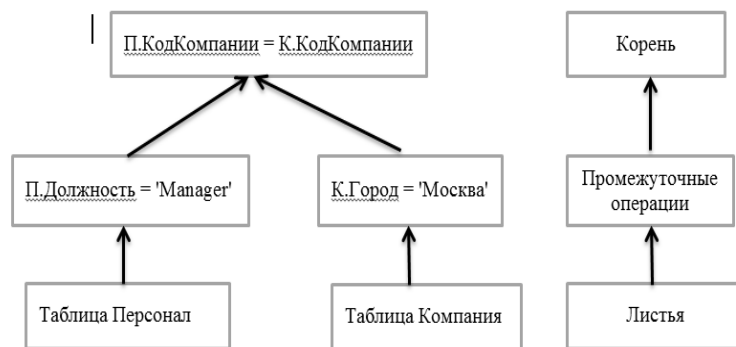 П.КодКомпании = К.КодКомпании
Корень
П.Должность = 'Manager'
К.Город = 'Москва'
Промежуточные
операции
Таблица Персонал
Таблица Компания
Листья